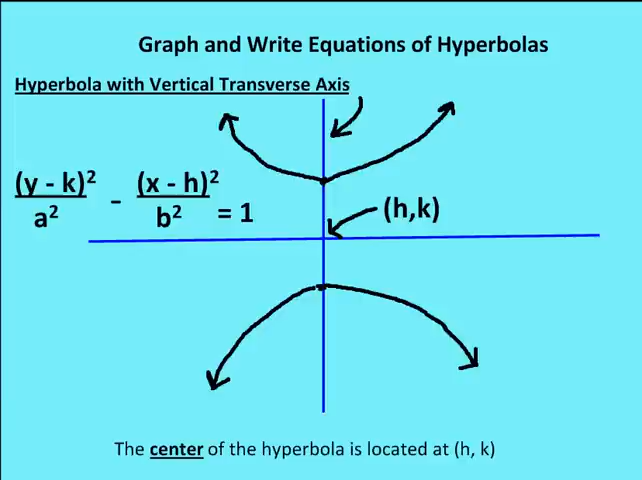 Graph and Write Equations of Hyperbolas
Hyperbola with Vertical Transverse Axis
(y - k)² - (x - h)² = 1
a² b²
(h,k)
The center of the hyperbola is located at (h, k)